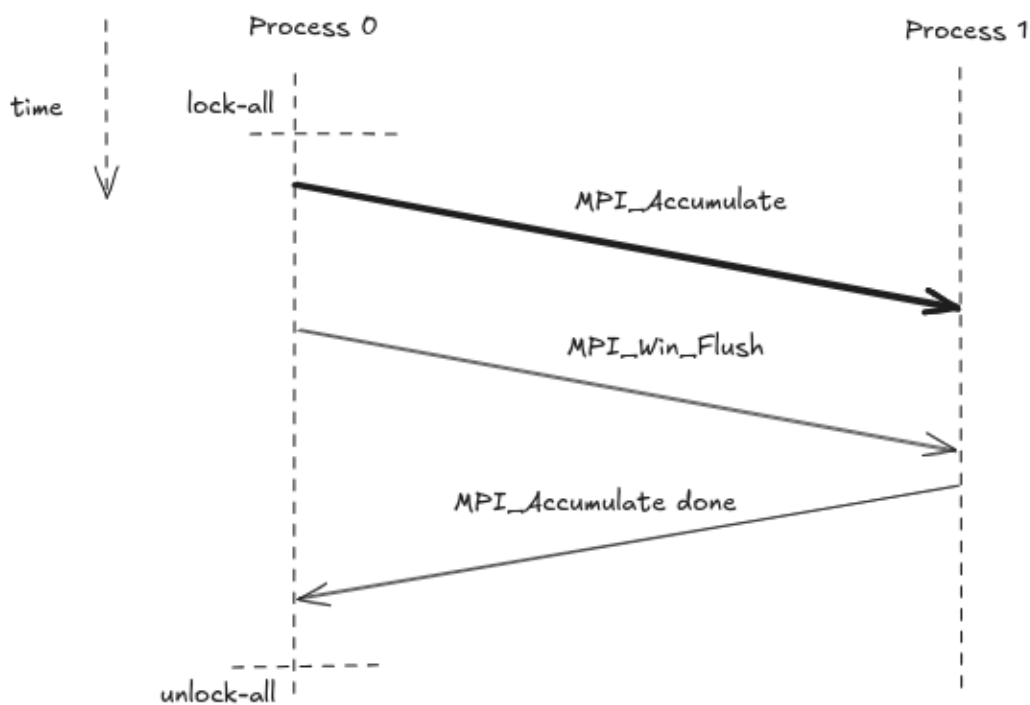 Process 0
Process 1
time
lock-all
MPI_Accumulate
MPI_Win_Flush
MPI_Accumulate done
unlock-all